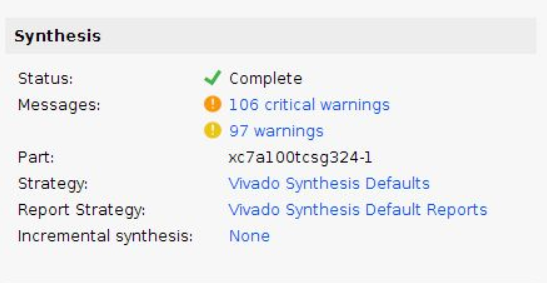 Synthesis
Status: Complete
Messages: 106 critical warnings
97 warnings
Part: xc7a100tcsg324-1
Strategy: Vivado Synthesis Defaults
Report Strategy: Vivado Synthesis Default Reports
Incremental synthesis: None